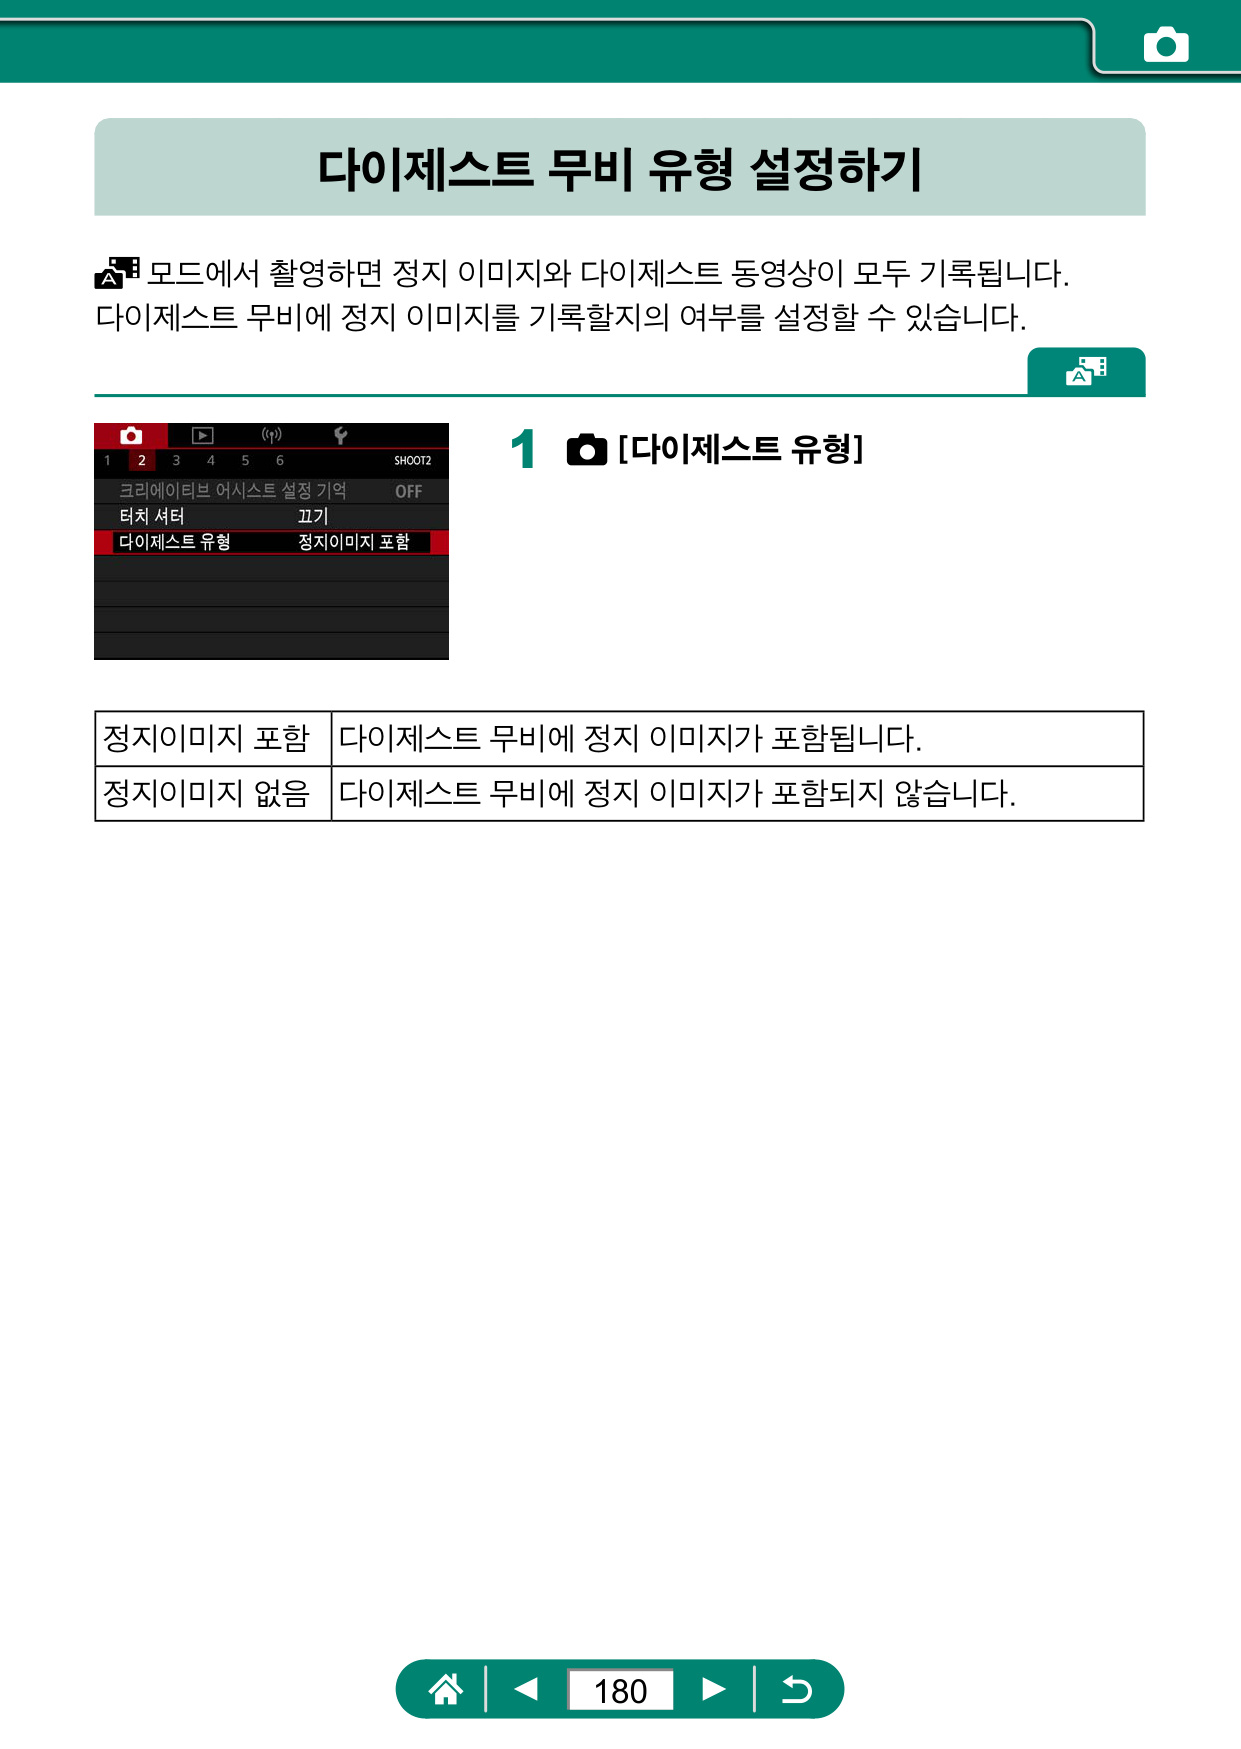 다이제스트 무비 유형 설정하기
모드에서 촬영하면 정지 이미지와 다이제스트 동영상이 모두 기록됩니다.
다이제스트 무비에 정지 이미지를 기록할지의 여부를 설정할 수 있습니다.
1 2 3 4 5 6 SHOOT2
크리에이티브 어시스트 설정 기억 OFF
터치 셔터 끄기
다이제스트 유형 정지이미지 포함
1 [다이제스트 유형]
정지이미지 포함 다이제스트 무비에 정지 이미지가 포함됩니다.
정지이미지 없음 다이제스트 무비에 정지 이미지가 포함되지 않습니다.
180